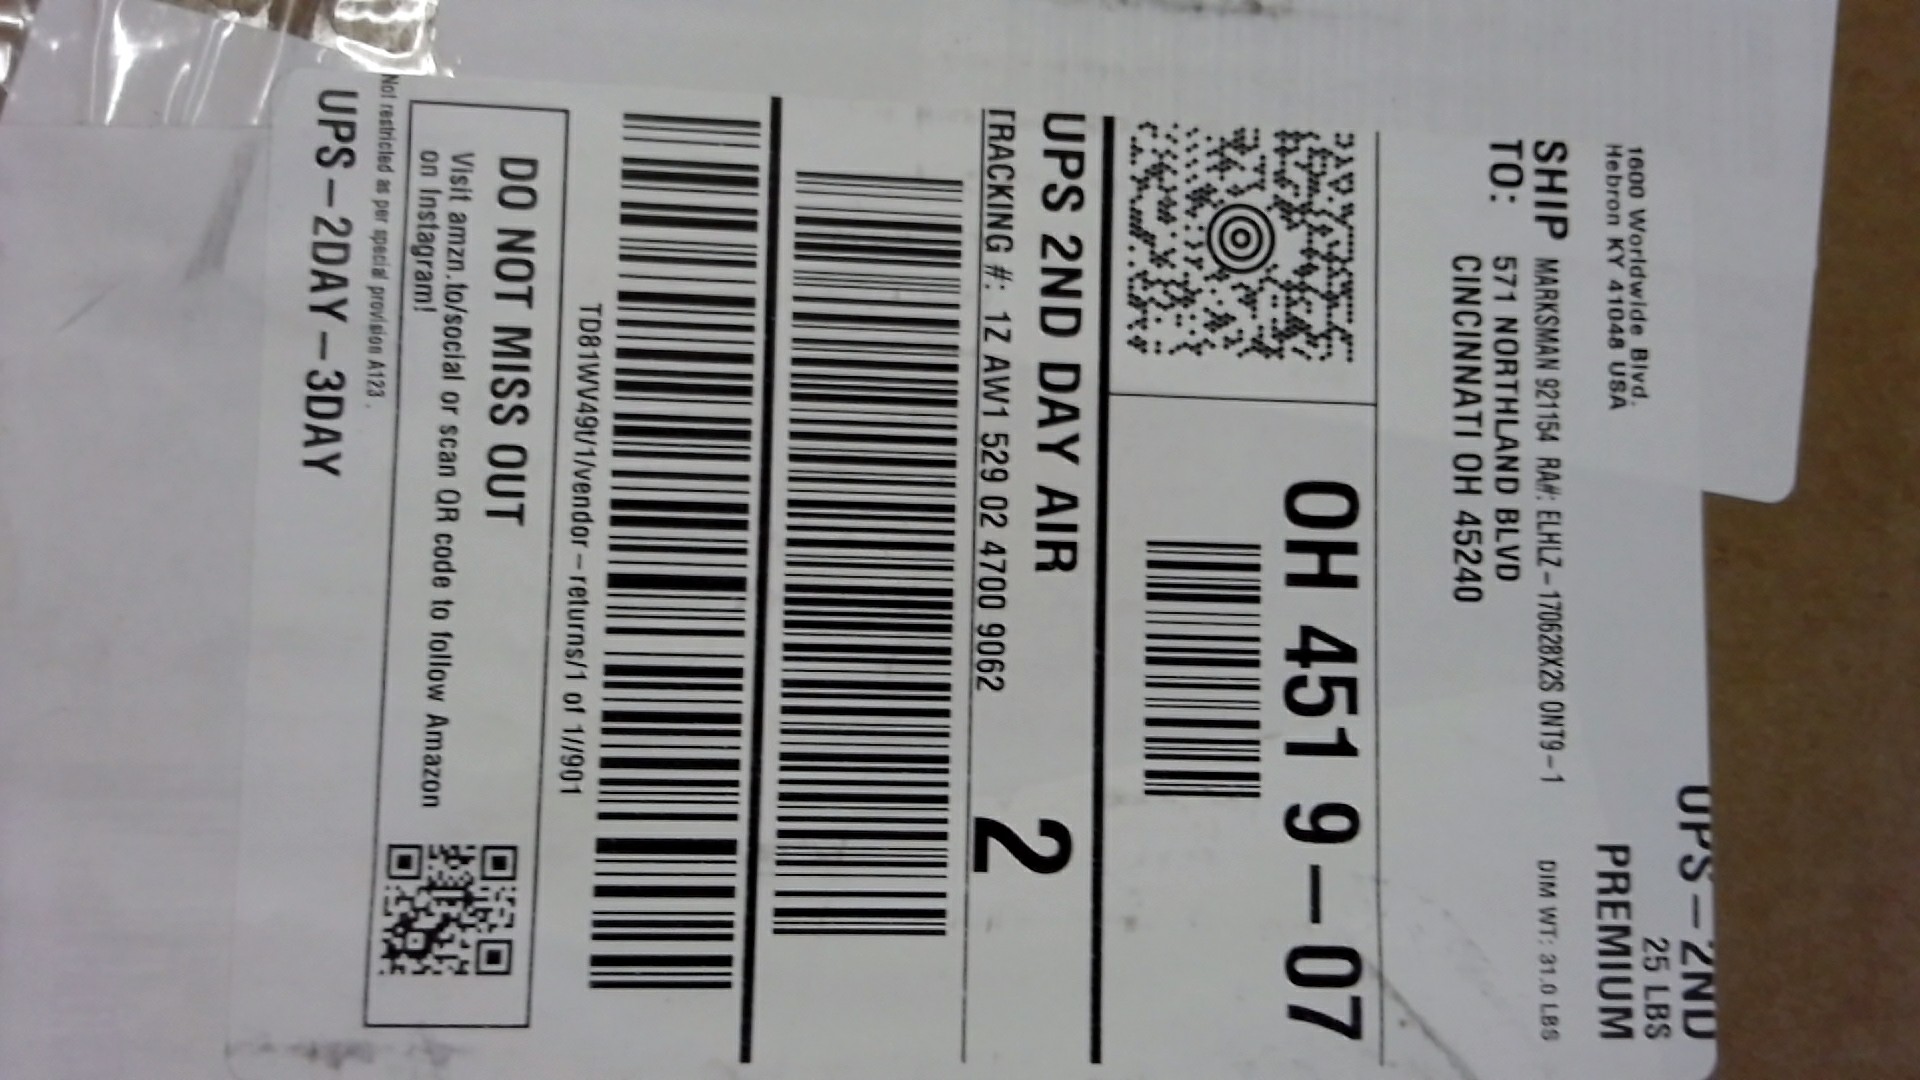 1600 Worldwide Blvd.
Hebron KY 41048 USA
UPS-2ND
25 LBS
PREMIUM
DIM WT: 31.0 LBS
SHIP TO:
MARKSMAN 921154 RA#: ELHLZ-170628X2S ONT9-1
571 NORTHLAND BLVD
CINCINNATI OH 45240
OH 451 9-07
UPS 2ND DAY AIR
TRACKING #: 1Z AW1 529 02 4700 9062
2
TD81WV49t/1/vendor-returns/1 of 1//901
DO NOT MISS OUT
Visit amzn.to/social or scan QR code to follow Amazon
on Instagram!
Not restricted as per special provision A123 .
UPS-2DAY-3DAY